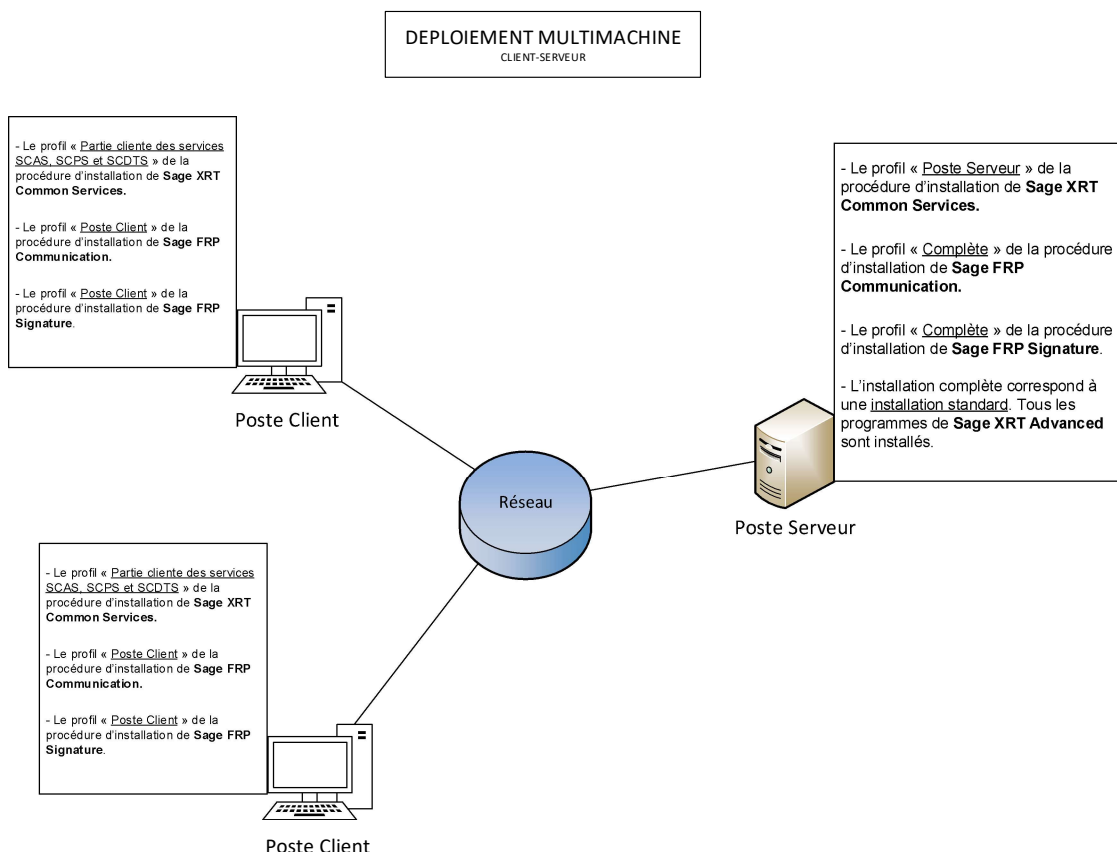 DEPLOIEMENT MULTIMACHINE
CLIENT-SERVEUR
- Le profil « Partie cliente des services
SCAS, SCPS et SCDTS » de la
procédure d'installation de Sage XRT
Common Services.
- Le profil « Poste Client » de la
procédure d'installation de Sage FRP
Communication.
- Le profil « Poste Client » de la
procédure d'installation de Sage FRP
Signature.
Poste Client
- Le profil « Poste Serveur » de la
procédure d'installation de Sage XRT
Common Services.
- Le profil « Complète » de la procédure
d'installation de Sage FRP
Communication.
- Le profil « Complète » de la procédure
d'installation de Sage FRP Signature.
- L'installation complète correspond à
une installation standard. Tous les
programmes de Sage XRT Advanced
sont installés.
Poste Serveur
Réseau
- Le profil « Partie cliente des services
SCAS, SCPS et SCDTS » de la
procédure d'installation de Sage XRT
Common Services.
- Le profil « Poste Client » de la
procédure d'installation de Sage FRP
Communication.
- Le profil « Poste Client » de la
procédure d'installation de Sage FRP
Signature.
Poste Client